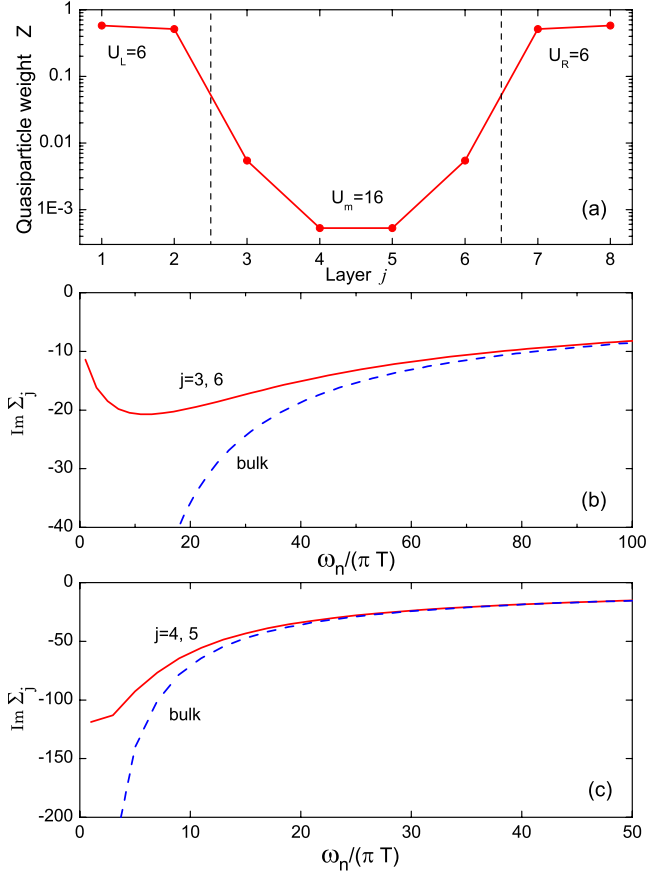 Quasiparticle weight Z
1
0.1
0.01
1E-3
U_L=6
U_R=6
U_m=16
(a)
1 2 3 4 5 6 7 8
Layer j
Im Σ_j
0
-10
-20
-30
-40
j=3, 6
bulk
(b)
0 20 40 60 80 100
ω_n/(π T)
Im Σ_j
0
-50
-100
-150
-200
j=4, 5
bulk
(c)
0 10 20 30 40 50
ω_n/(π T)